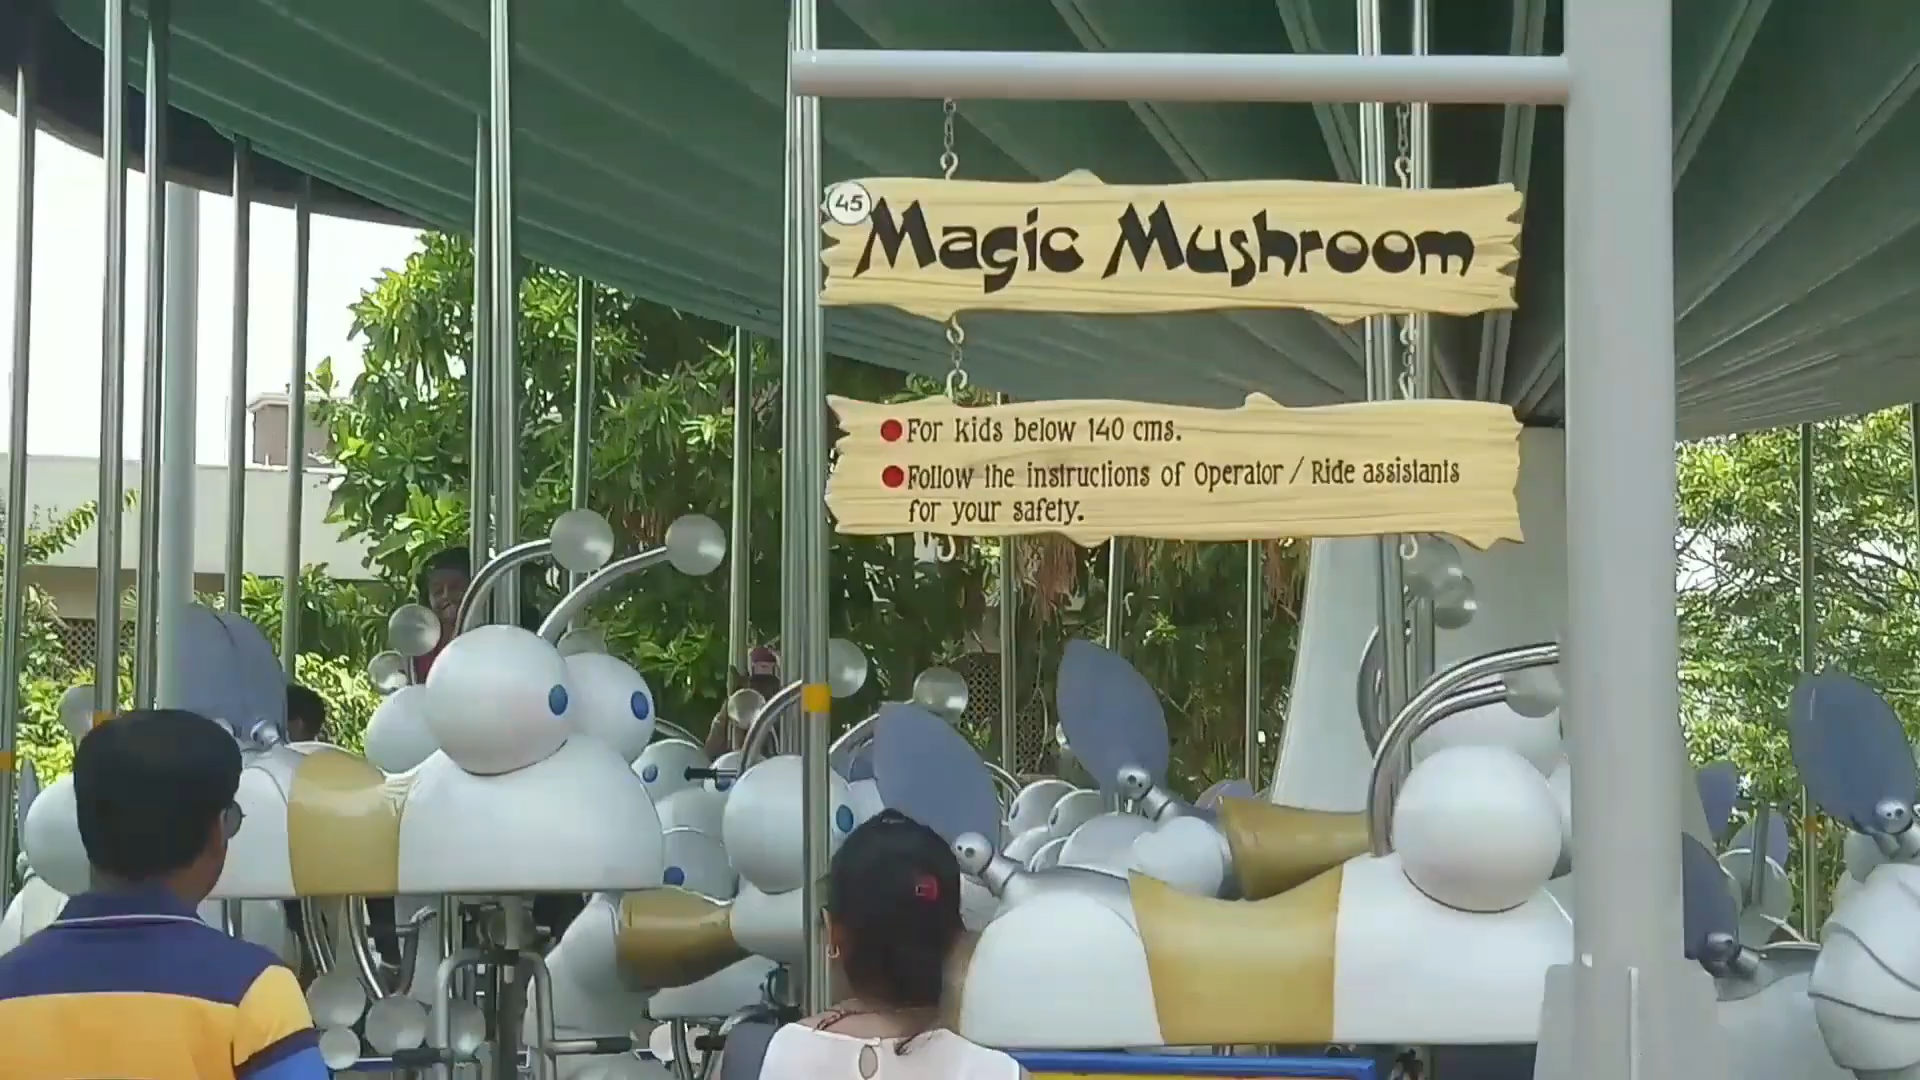 45
Magic Mushroom
For kids below 140 cms.
Follow the instructions of Operator / Ride assistants
for your safety.